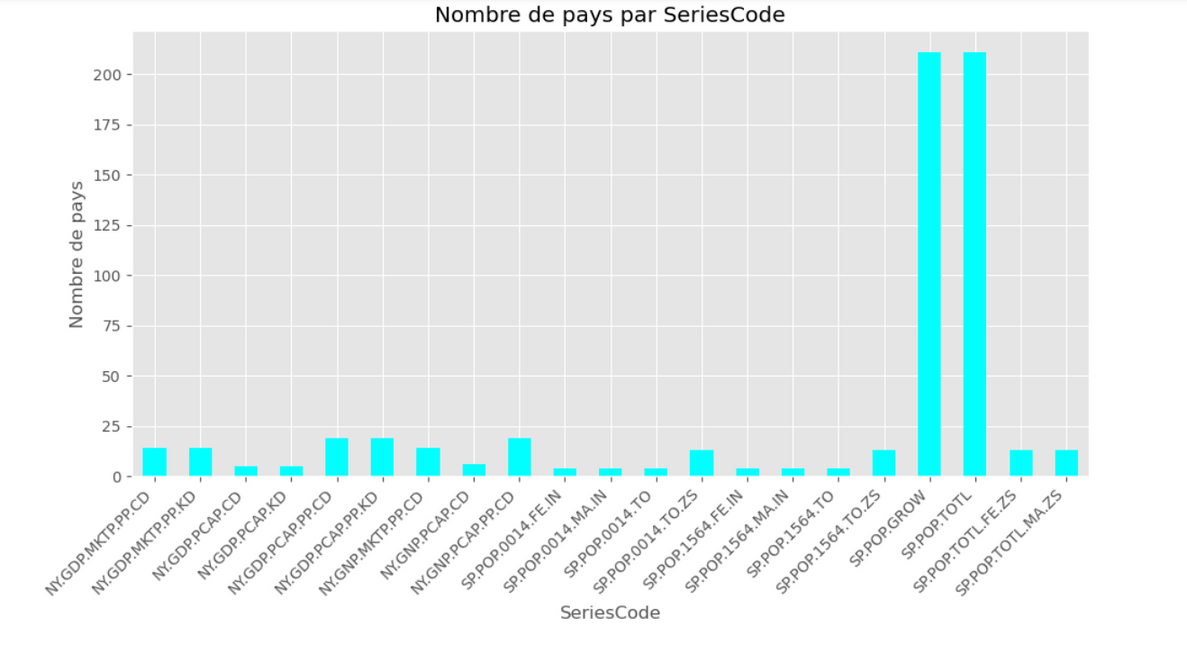 Nombre de pays par SeriesCode
Nombre de pays
200
175
150
125
100
75
50
25
0
NY.GDP.MKTP.PP.CD
NY.GDP.MKTP.PP.KD
NY.GDP.PCAP.CD
NY.GDP.PCAP.KD
NY.GDP.PCAP.PP.CD
NY.GDP.PCAP.PP.KD
NY.GNP.MKTP.PP.CD
NY.GNP.PCAP.CD
NY.GNP.PCAP.PP.CD
SP.POP.0014.FE.IN
SP.POP.0014.MA.IN
SP.POP.0014.TO
SP.POP.0014.TO.ZS
SP.POP.1564.FE.IN
SP.POP.1564.MA.IN
SP.POP.1564.TO
SP.POP.1564.TO.ZS
SP.POP.GROW
SP.POP.TOTL
SP.POP.TOTL.FE.ZS
SP.POP.TOTL.MA.ZS
SeriesCode